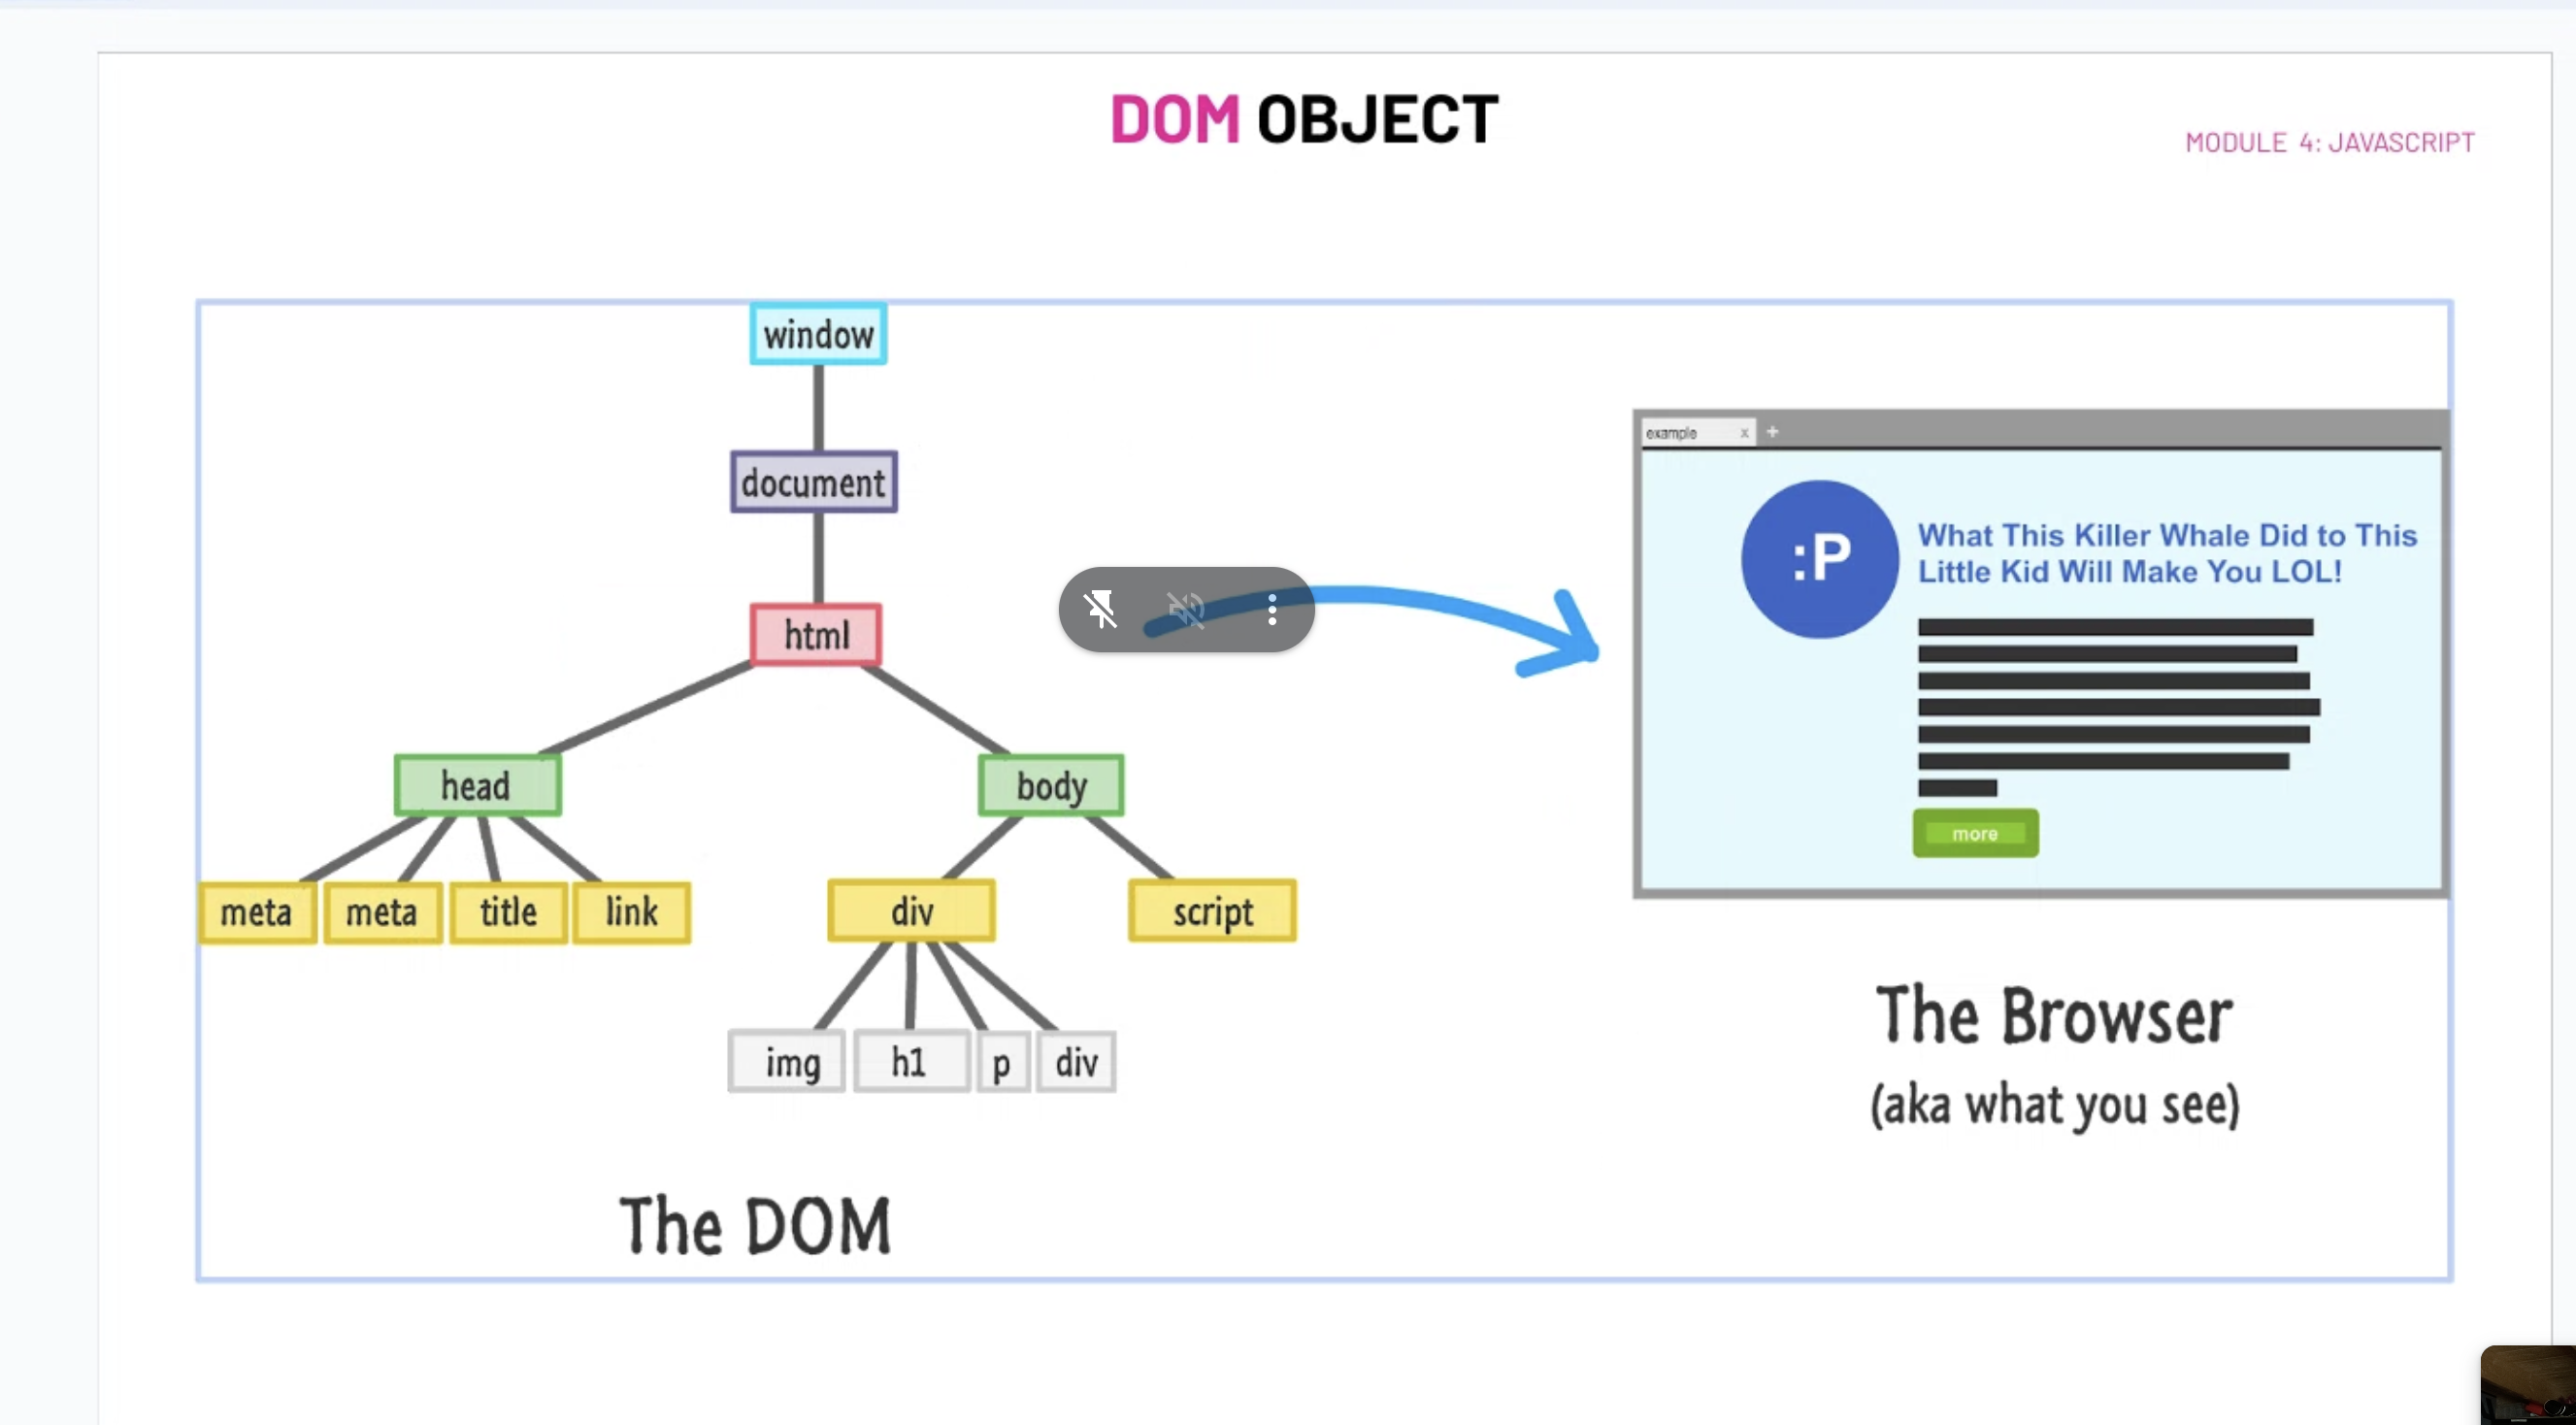 DOM OBJECT
MODULE 4: JAVASCRIPT
window
document
html
head
body
meta
meta
title
link
div
script
img
h1
p
div
The DOM
example x +
:P
What This Killer Whale Did to This
Little Kid Will Make You LOL!
more
The Browser
(aka what you see)